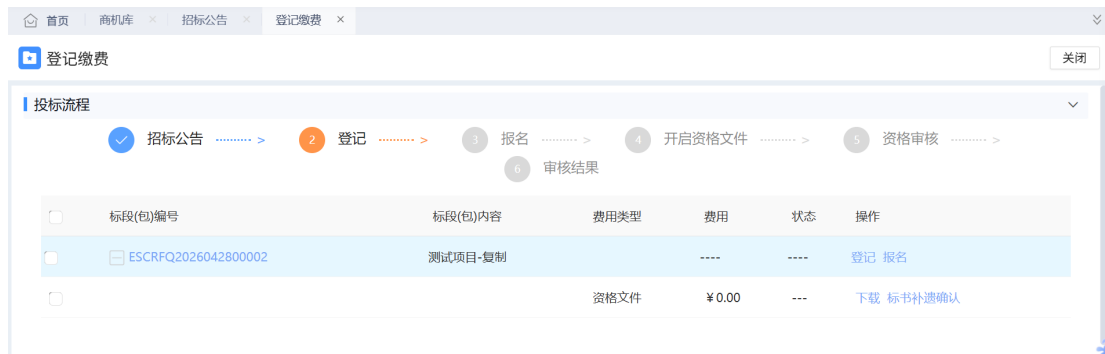 首页 商机库 × 招标公告 × 登记缴费 ×
登记缴费 关闭
投标流程
招标公告 ---------- > 2 登记 ---------- > 3 报名 ---------- > 4 开启资格文件 ---------- > 5 资格审核 ---------- >
6 审核结果
标段(包)编号 标段(包)内容 费用类型 费用 状态 操作
ESCRFQ2026042800002 测试项目-复制 ---- ---- 登记 报名
资格文件 ¥0.00 --- 下载 标书补遗确认